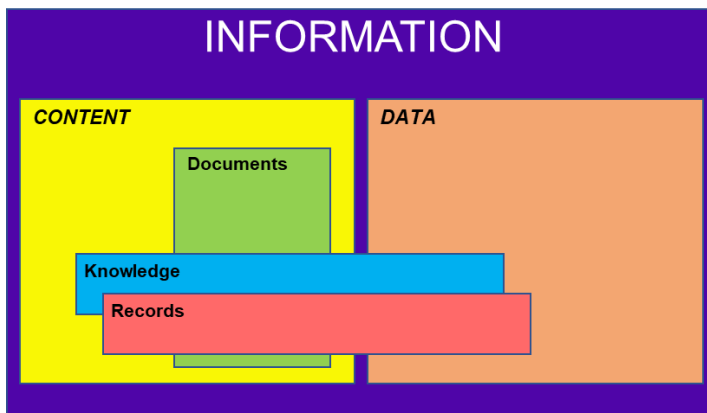 INFORMATION
CONTENT
DATA
Documents
Knowledge
Records